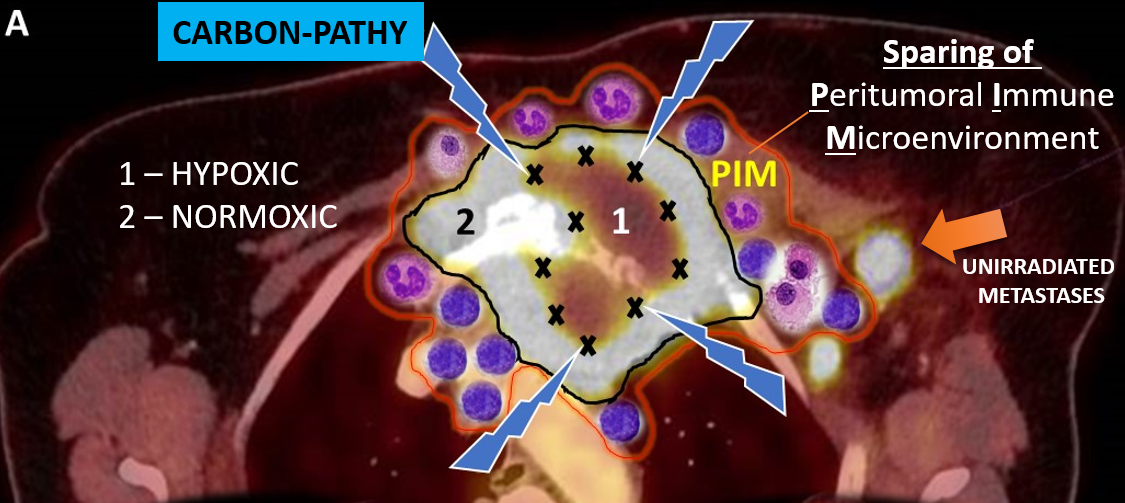 A
CARBON-PATHY
Sparing of
Peritumoral Immune
Microenvironment
1 – HYPOXIC
2 – NORMOXIC
PIM
2
1
UNIRRADIATED
METASTASES